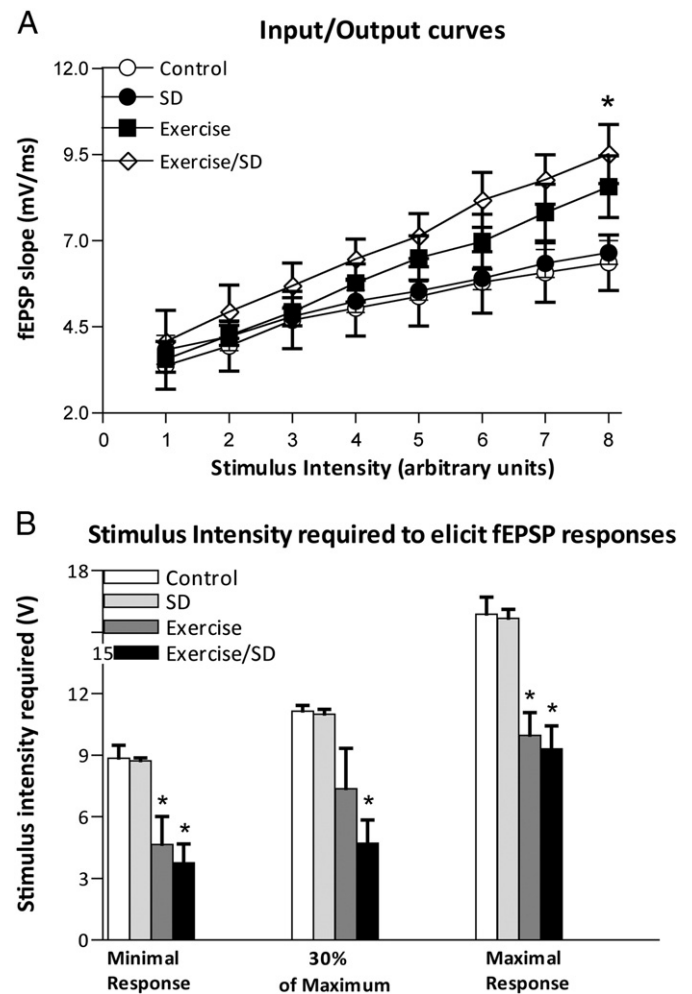 A
Input/Output curves
12.0
9.5
7.0
4.5
2.0
fEPSP slope (mV/ms)
Control
SD
Exercise
Exercise/SD
*
0 1 2 3 4 5 6 7 8
Stimulus Intensity (arbitrary units)
B
Stimulus Intensity required to elicit fEPSP responses
18
15
12
9
6
3
0
Stimulus intensity required (V)
Control
SD
Exercise
Exercise/SD
* *
*
* *
Minimal
Response
30%
of Maximum
Maximal
Response